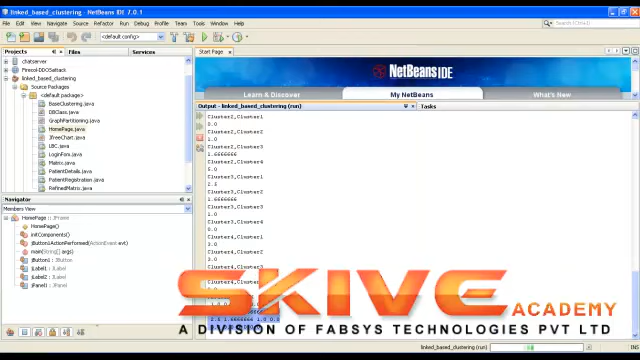 linked_based_clustering - NetBeans IDE 7.0.1
File Edit View Navigate Source Refactor Run Debug Profile Team Tools Window Help
<default config>
Projects Files Services Start Page
chatserver
linked_based_clustering
Source Packages
<default package>
BaseClustering.java
DBClass.java
GraphPartitioning.java
HomePage.java
JFreeChart.java
LBC.java
LoginForm.java
Matrix.java
PatientDetails.java
PatientRegistration.java
RefinedMatrix.java
NetBeans IDE
Learn & Discover My NetBeans What's New
Output - linked_based_clustering (run) Tasks
Cluster2,Cluster1
0.0
Cluster2,Cluster2
1.0
Cluster2,Cluster3
1.6666666
Cluster2,Cluster4
5.0
Cluster3,Cluster1
2.5
Cluster3,Cluster2
1.6666666
Cluster3,Cluster3
1.0
Cluster3,Cluster4
0.0
Cluster4,Cluster1
Cluster4,Cluster2
Cluster4,Cluster3
Navigator
Members View
HomePage :: JFrame
HomePage()
initComponents()
jButton1ActionPerformed(ActionEvent evt)
main(String[] args)
jButton1 : JButton
jLabel1 : JLabel
jLabel2 : JLabel
jPanel1 : JPanel
SKIVE ACADEMY
A DIVISION OF FABSYS TECHNOLOGIES PVT LTD
linked_based_clustering (run)
INS